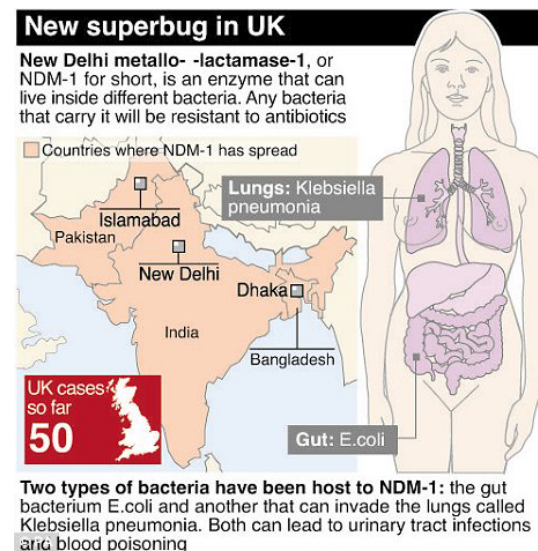 New superbug in UK
New Delhi metallo- -lactamase-1, or
NDM-1 for short, is an enzyme that can
live inside different bacteria. Any bacteria
that carry it will be resistant to antibiotics
Countries where NDM-1 has spread
Lungs: Klebsiella
pneumonia
Islamabad
Pakistan
New Delhi
Dhaka
India
Bangladesh
UK cases
so far
50
Gut: E.coli
Two types of bacteria have been host to NDM-1: the gut
bacterium E.coli and another that can invade the lungs called
Klebsiella pneumonia. Both can lead to urinary tract infections
and blood poisoning